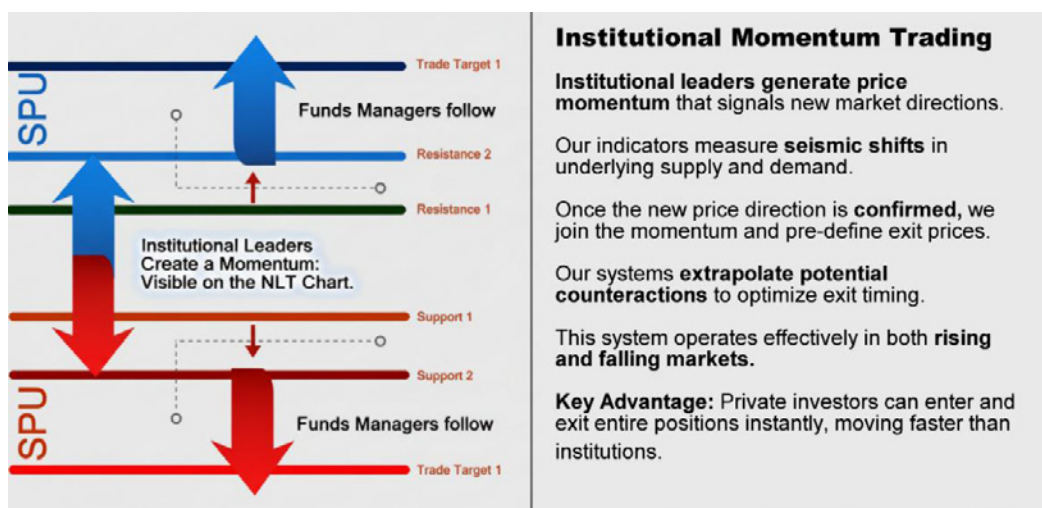 SPU
Trade Target 1
Funds Managers follow
Resistance 2
Resistance 1
Institutional Leaders
Create a Momentum:
Visible on the NLT Chart.
Support 1
Support 2
SPU
Funds Managers follow
Trade Target 1
Institutional Momentum Trading
Institutional leaders generate price
momentum that signals new market directions.
Our indicators measure seismic shifts in
underlying supply and demand.
Once the new price direction is confirmed, we
join the momentum and pre-define exit prices.
Our systems extrapolate potential
counteractions to optimize exit timing.
This system operates effectively in both rising
and falling markets.
Key Advantage: Private investors can enter and
exit entire positions instantly, moving faster than
institutions.